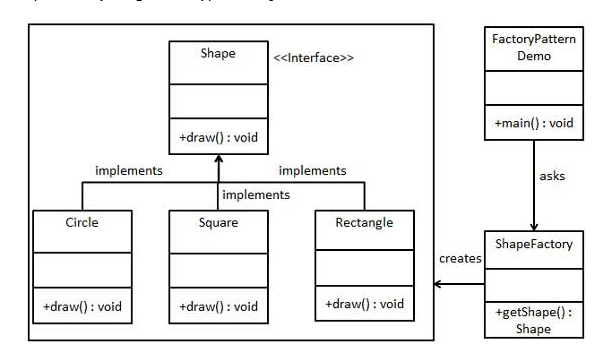 Shape
<<Interface>>
+draw() : void
implements
implements
implements
Circle
+draw() : void
Square
+draw() : void
Rectangle
+draw() : void
FactoryPattern
Demo
+main() : void
asks
ShapeFactory
creates
+getShape() :
Shape